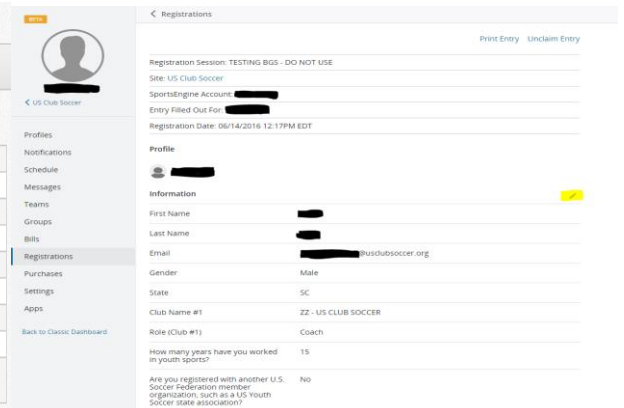 BETA
< US Club Soccer
Profiles
Notifications
Schedule
Messages
Teams
Groups
Bills
Registrations
Purchases
Settings
Apps
Back to Classic Dashboard
< Registrations
Print Entry Unclaim Entry
Registration Session: TESTING BGS - DO NOT USE
Site: US Club Soccer
SportsEngine Account:
Entry Filled Out For:
Registration Date: 06/14/2016 12:17PM EDT
Profile
Information
First Name
Last Name
Email @usclubsoccer.org
Gender Male
State SC
Club Name #1 ZZ - US CLUB SOCCER
Role (Club #1) Coach
How many years have you worked 15
in youth sports?
Are you registered with another U.S. No
Soccer Federation member
organization, such as a US Youth
Soccer state association?